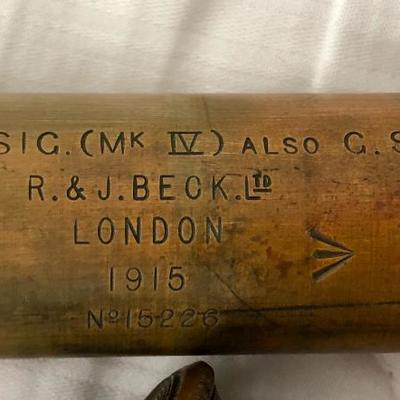 SIG. (MK IV) ALSO G. S
R. & J. BECK. LTD
LONDON
1915
No 15226